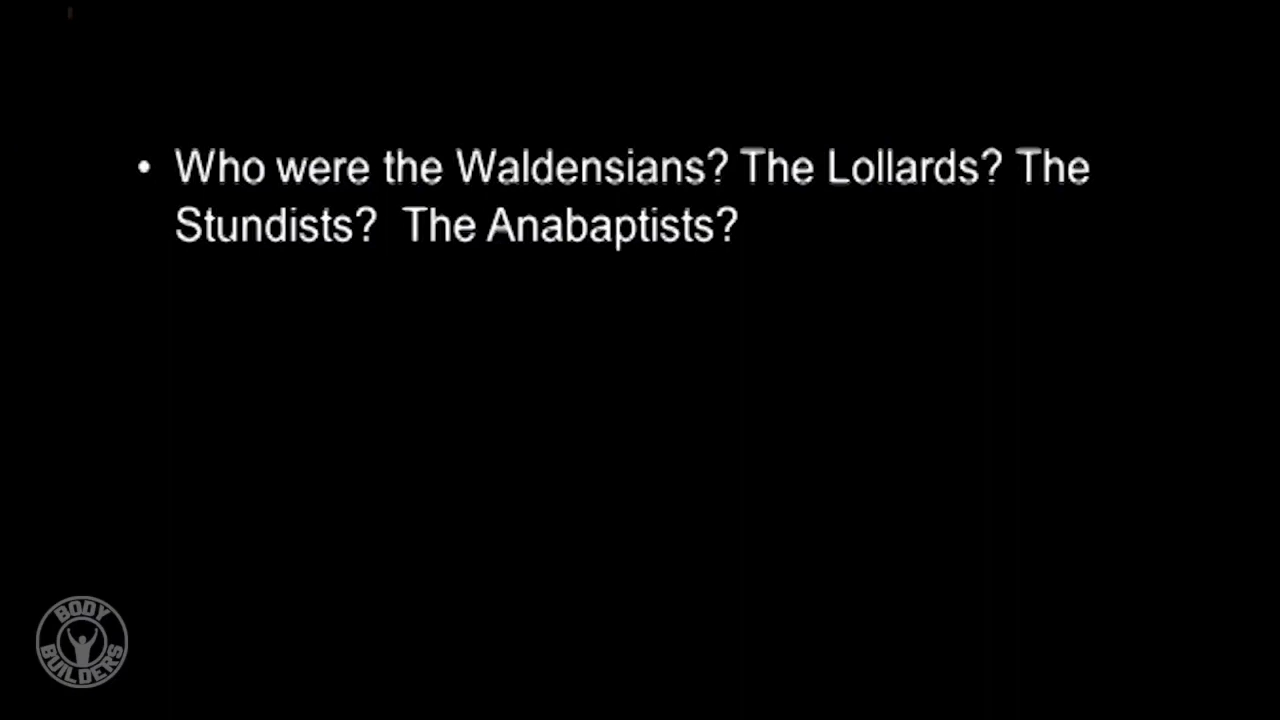 • Who were the Waldensians? The Lollards? The
Stundists?  The Anabaptists?
BODY
BUILDERS